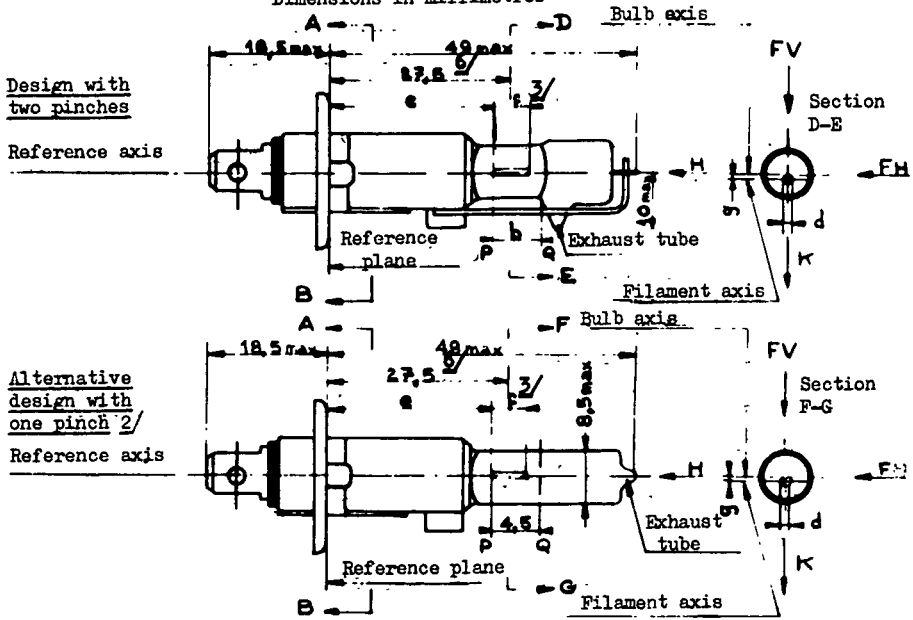 Dimensions in millimetres
A
D
Bulb axis
18,5 max
49 max
6/
27,5
e
f
3/
FV
Design with
two pinches
Section
D-E
Reference axis
H
FH
10 max
g
d
Reference
plane
P
b
Q
Exhaust tube
K
E
Filament axis
B
A
F
Bulb axis
18,5 max
48 max
6/
27,5
3/
e
FV
Alternative
design with
one pinch 2/
8,5 max
Section
F-G
Reference axis
H
FH
g
d
4,5
P
Q
Exhaust
tube
K
Reference plane
G
B
Filament axis